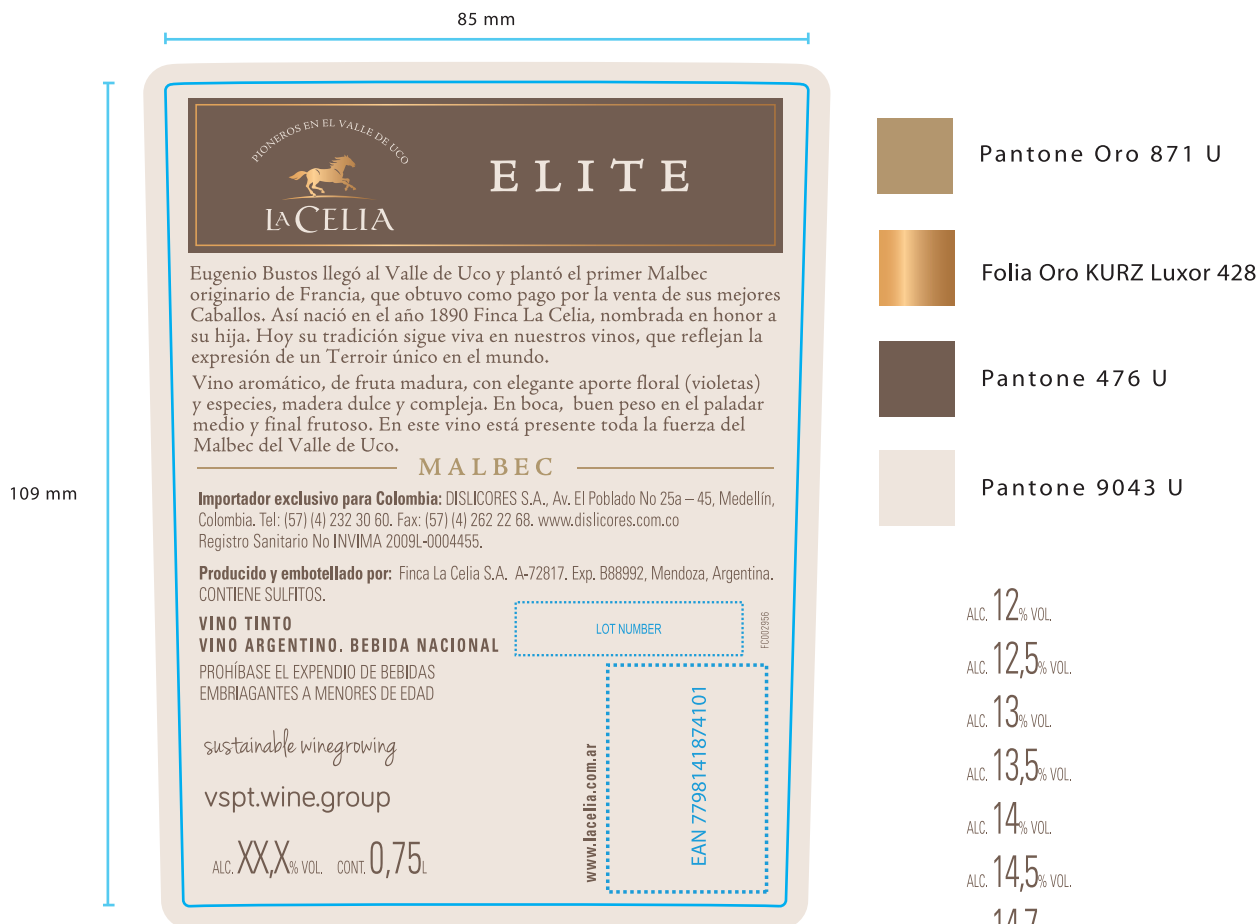 85 mm
109 mm
PIONEROS EN EL VALLE DE UCO
LA CELIA
ELITE
Eugenio Bustos llegó al Valle de Uco y plantó el primer Malbec
originario de Francia, que obtuvo como pago por la venta de sus mejores
Caballos. Así nació en el año 1890 Finca La Celia, nombrada en honor a
su hija. Hoy su tradición sigue viva en nuestros vinos, que reflejan la
expresión de un Terroir único en el mundo.
Vino aromático, de fruta madura, con elegante aporte floral (violetas)
y especies, madera dulce y compleja. En boca, buen peso en el paladar
medio y final frutoso. En este vino está presente toda la fuerza del
Malbec del Valle de Uco.
MALBEC
Importador exclusivo para Colombia: DISLICORES S.A., Av. El Poblado No 25a – 45, Medellín,
Colombia. Tel: (57) (4) 232 30 60. Fax: (57) (4) 262 22 68. www.dislicores.com.co
Registro Sanitario No INVIMA 2009L-0004455.
Producido y embotellado por: Finca La Celia S.A. A-72817. Exp. B88992, Mendoza, Argentina.
CONTIENE SULFITOS.
VINO TINTO
VINO ARGENTINO. BEBIDA NACIONAL
PROHÍBASE EL EXPENDIO DE BEBIDAS
EMBRIAGANTES A MENORES DE EDAD
LOT NUMBER
FC002956
sustainable winegrowing
vspt.wine.group
ALC. XX,X% VOL. CONT. 0,75L
www.lacelia.com.ar
EAN 7798141874101
Pantone Oro 871 U
Folia Oro KURZ Luxor 428
Pantone 476 U
Pantone 9043 U
ALC. 12% VOL.
ALC. 12,5% VOL.
ALC. 13% VOL.
ALC. 13,5% VOL.
ALC. 14% VOL.
ALC. 14,5% VOL.
14,7